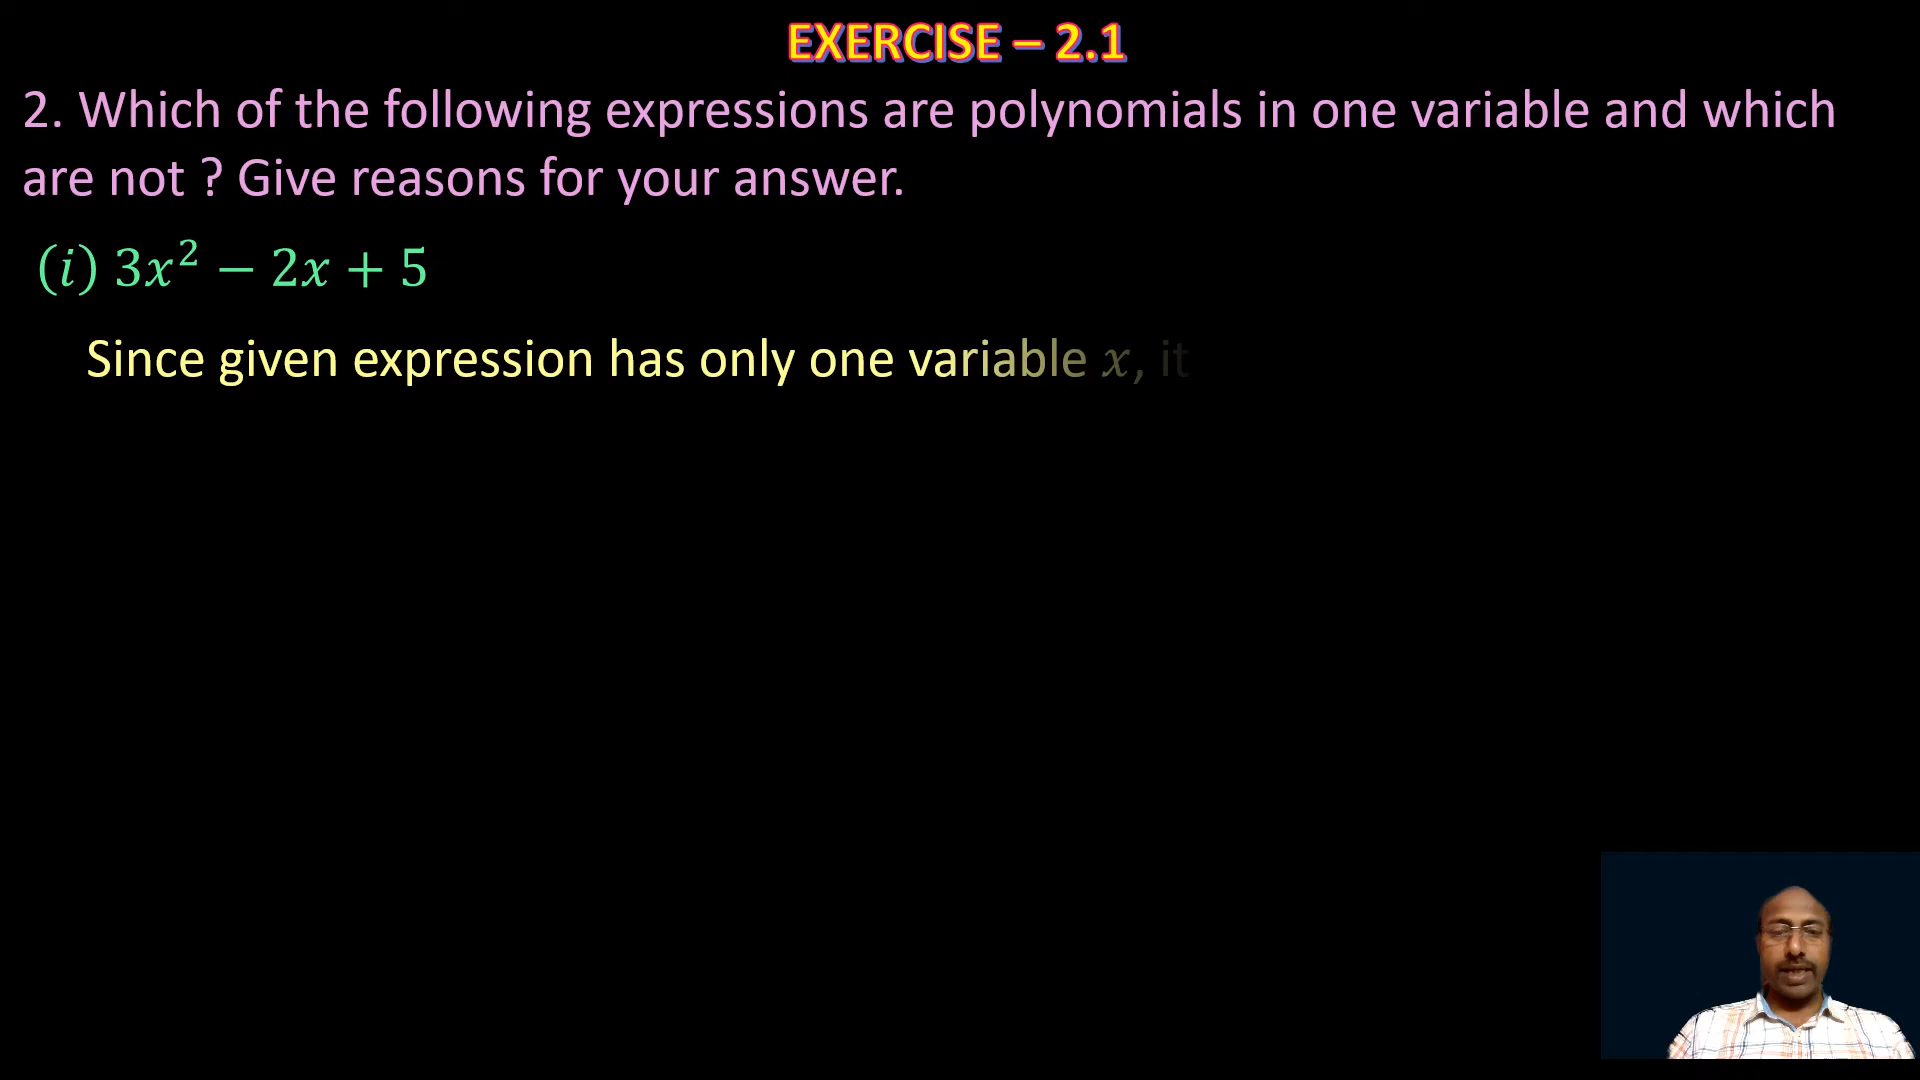 EXERCISE – 2.1
2. Which of the following expressions are polynomials in one variable and which
are not ? Give reasons for your answer.
(i) 3x² − 2x + 5
Since given expression has only one variable x, it